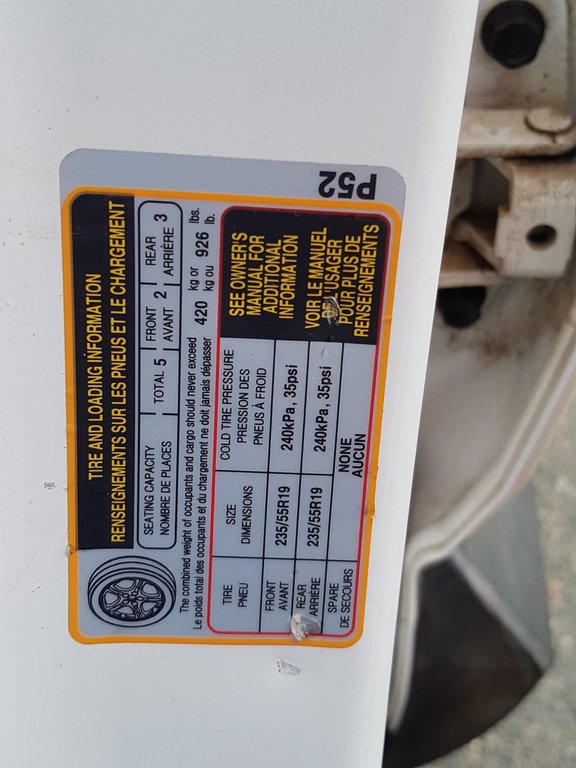 P52
TIRE AND LOADING INFORMATION
RENSEIGNEMENTS SUR LES PNEUS ET LE CHARGEMENT
SEATING CAPACITY
NOMBRE DE PLACES
TOTAL 5
FRONT
AVANT 2
REAR
ARRIÈRE 3
The combined weight of occupants and cargo should never exceed 420 kg or 926 lbs.
Le poids total des occupants et du chargement ne doit jamais dépasser kg ou lb.
TIRE
PNEU
SIZE
DIMENSIONS
COLD TIRE PRESSURE
PRESSION DES
PNEUS À FROID
FRONT
AVANT
235/55R19
240kPa, 35psi
REAR
ARRIÈRE
235/55R19
240kPa, 35psi
SPARE
DE SECOURS
NONE
AUCUN
SEE OWNER'S
MANUAL FOR
ADDITIONAL
INFORMATION
VOIR LE MANUEL
DE L'USAGER
POUR PLUS DE
RENSEIGNEMENTS